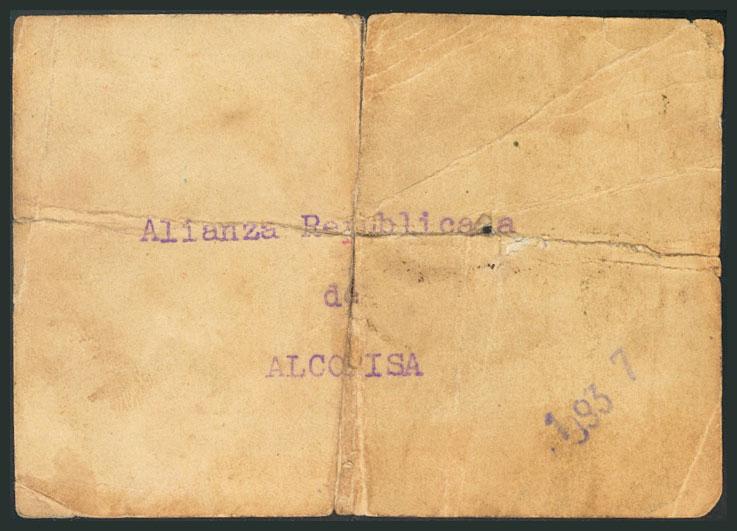 Alianza Republicana
de
ALCORISA
1937